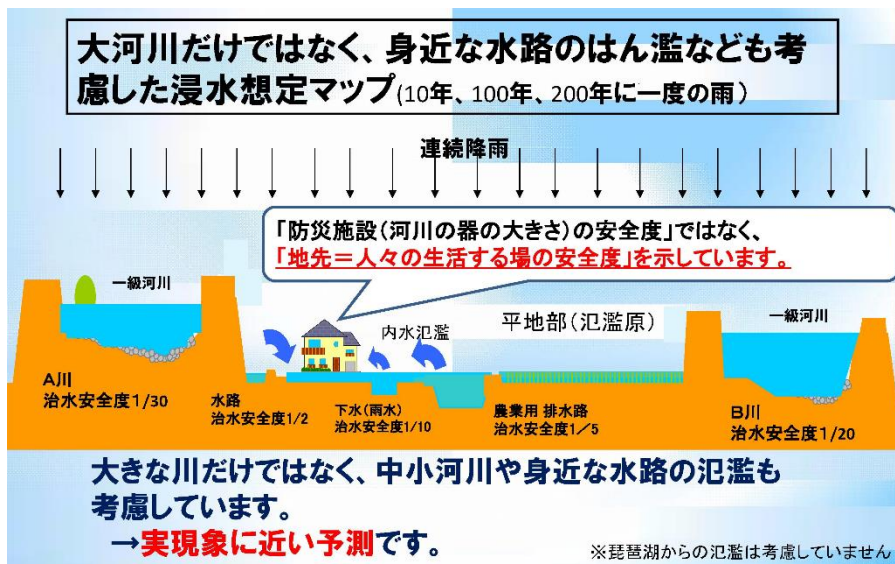 大河川だけではなく、身近な水路のはん濫なども考
慮した浸水想定マップ(10年、100年、200年に一度の雨)
連続降雨
「防災施設(河川の器の大きさ)の安全度」ではなく、
「地先=人々の生活する場の安全度」を示しています。
一級河川
内水氾濫
平地部(氾濫原)
一級河川
A川
治水安全度1/30
水路
治水安全度1/2
下水(雨水)
治水安全度1/10
農業用 排水路
治水安全度1/5
B川
治水安全度1/20
大きな川だけではなく、中小河川や身近な水路の氾濫も
考慮しています。
→実現象に近い予測です。
※琵琶湖からの氾濫は考慮していません